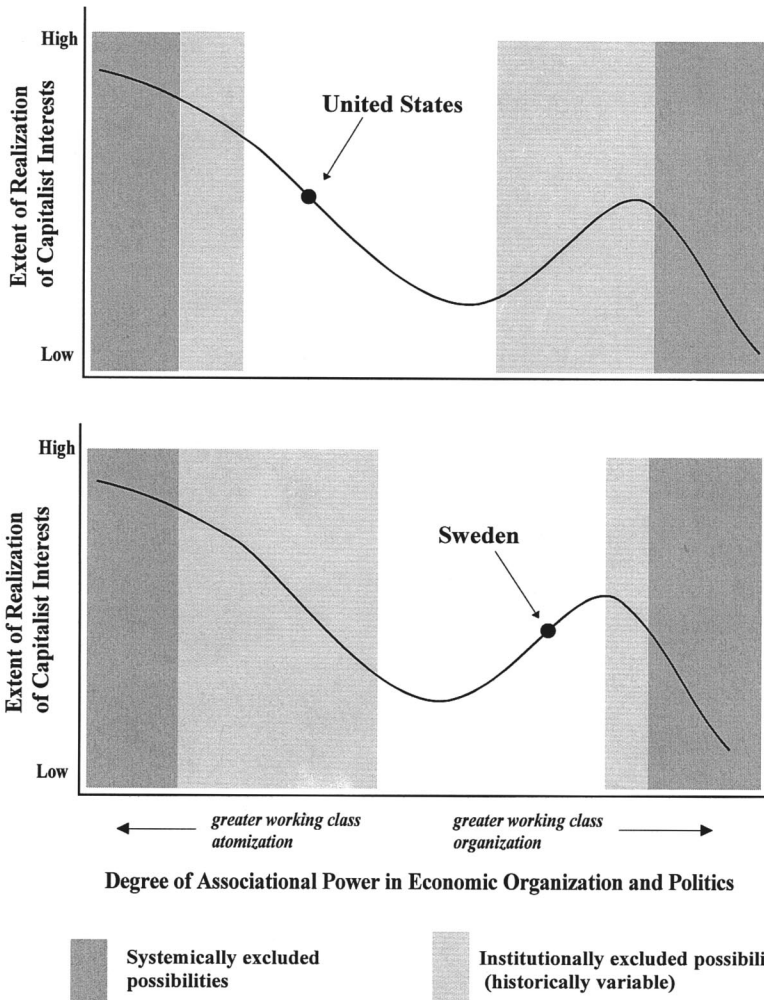 High
United States
Extent of Realization
of Capitalist Interests
Low
High
Sweden
Extent of Realization
of Capitalist Interests
Low
greater working class
atomization
greater working class
organization
Degree of Associational Power in Economic Organization and Politics
Systemically excluded
possibilities
Institutionally excluded
(historically variable)